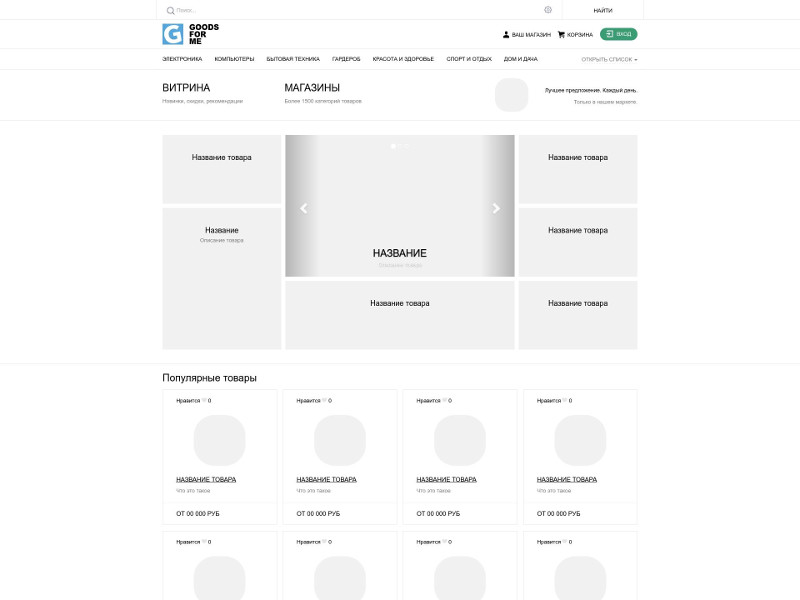 Поиск...
НАЙТИ
G
GOODS
FOR
ME
ВАШ МАГАЗИН
КОРЗИНА
ВХОД
ЭЛЕКТРОНИКА
КОМПЬЮТЕРЫ
БЫТОВАЯ ТЕХНИКА
ГАРДЕРОБ
КРАСОТА И ЗДОРОВЬЕ
СПОРТ И ОТДЫХ
ДОМ И ДАЧА
ОТКРЫТЬ СПИСОК
ВИТРИНА
Новинки, скидки, рекомендации
МАГАЗИНЫ
Более 1500 категорий товаров
Лучшее предложение. Каждый день.
Только в нашем маркете.
Название товара
Название
Описание товара
НАЗВАНИЕ
Описание товара
Название товара
Название товара
Название товара
Название товара
Популярные товары
Нравится 0
НАЗВАНИЕ ТОВАРА
Что это такое
ОТ 00 000 РУБ
Нравится 0
НАЗВАНИЕ ТОВАРА
Что это такое
ОТ 00 000 РУБ
Нравится 0
НАЗВАНИЕ ТОВАРА
Что это такое
ОТ 00 000 РУБ
Нравится 0
НАЗВАНИЕ ТОВАРА
Что это такое
ОТ 00 000 РУБ
Нравится 0
Нравится 0
Нравится 0
Нравится 0